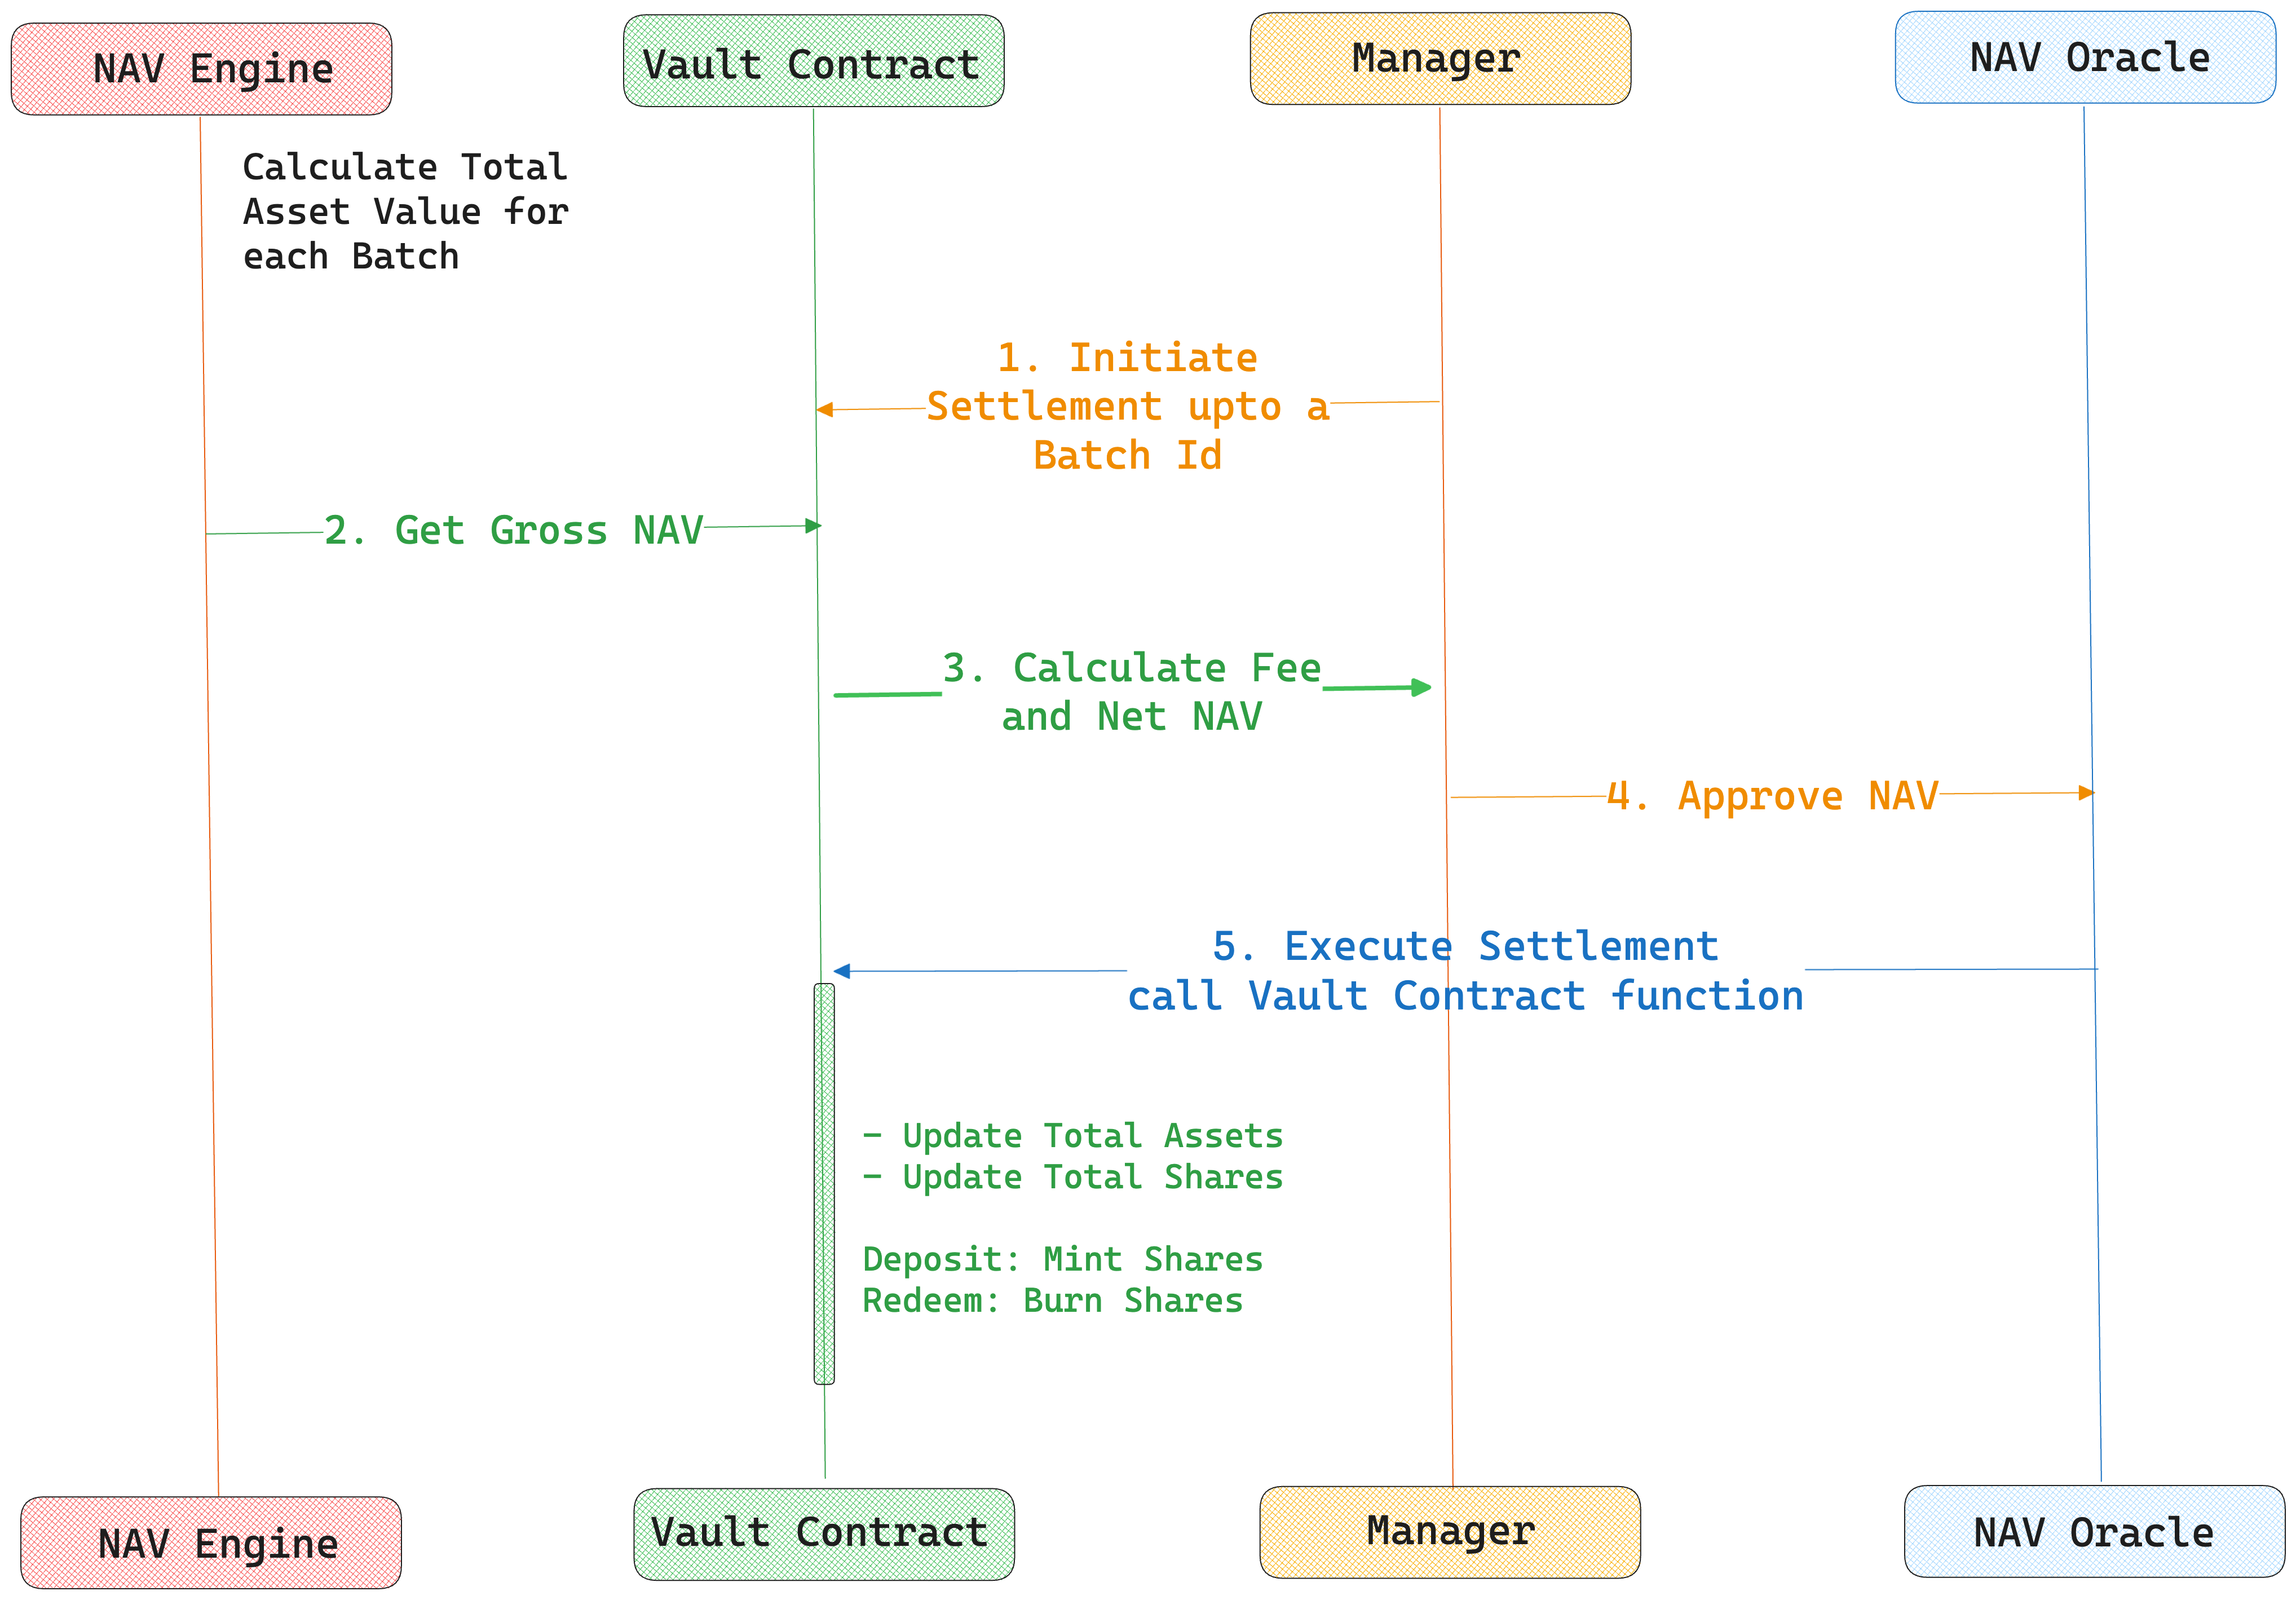 NAV Engine
Vault Contract
Manager
NAV Oracle
Calculate Total
Asset Value for
each Batch
1. Initiate
Settlement upto a
Batch Id
2. Get Gross NAV
3. Calculate Fee
and Net NAV
4. Approve NAV
5. Execute Settlement
call Vault Contract function
- Update Total Assets
- Update Total Shares
Deposit: Mint Shares
Redeem: Burn Shares
NAV Engine
Vault Contract
Manager
NAV Oracle